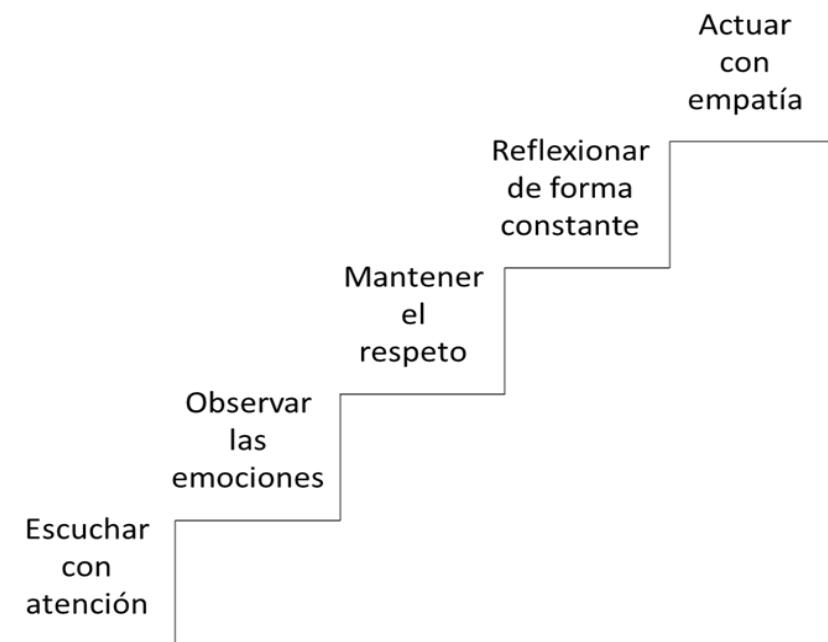 Actuar
con
empatía
Reflexionar
de forma
constante
Mantener
el
respeto
Observar
las
emociones
Escuchar
con
atención